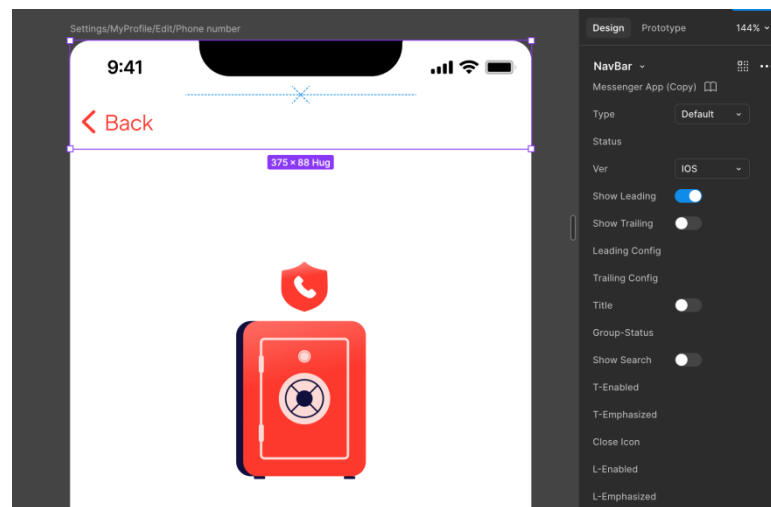 Settings/MyProfile/Edit/Phone number
9:41
Back
375 × 88 Hug
Design Prototype 144%
NavBar
Messenger App (Copy)
Type Default
Status
Ver IOS
Show Leading
Show Trailing
Leading Config
Trailing Config
Title
Group-Status
Show Search
T-Enabled
T-Emphasized
Close Icon
L-Enabled
L-Emphasized